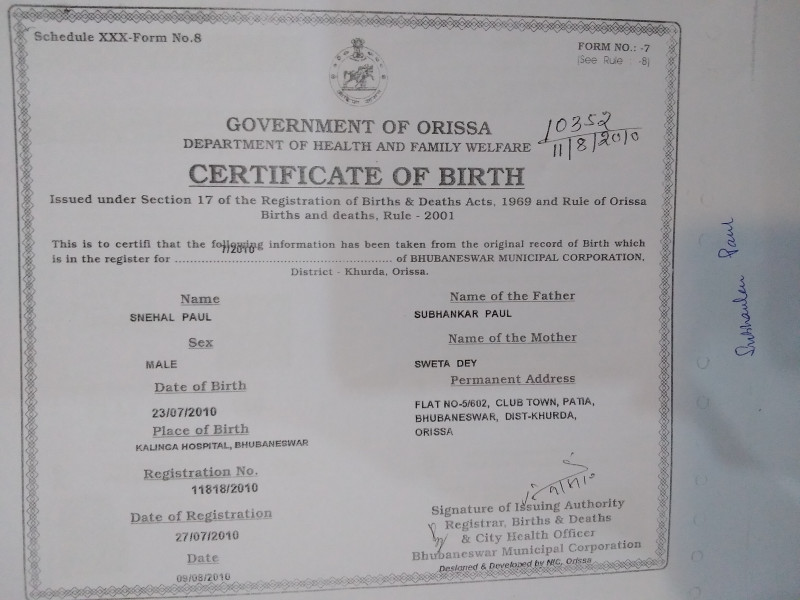 Schedule XXX-Form No.8
FORM NO.: -7
(See Rule -8)
10352
11/8/2010
GOVERNMENT OF ORISSA
DEPARTMENT OF HEALTH AND FAMILY WELFARE
CERTIFICATE OF BIRTH
Issued under Section 17 of the Registration of Births & Deaths Acts, 1969 and Rule of Orissa
Births and deaths, Rule - 2001
This is to certifi that the following information has been taken from the original record of Birth which
7/2010
is in the register for ........................................................ of BHUBANESWAR MUNICIPAL CORPORATION,
District - Khurda, Orissa.
Name
SNEHAL PAUL
Sex
MALE
Date of Birth
23/07/2010
Place of Birth
KALINGA HOSPITAL, BHUBANESWAR
Registration No.
11818/2010
Date of Registration
27/07/2010
Date
09/08/2010
Name of the Father
SUBHANKAR PAUL
Name of the Mother
SWETA DEY
Permanent Address
FLAT NO-5/602, CLUB TOWN, PATIA,
BHUBANESWAR, DIST-KHURDA,
ORISSA
Signature of Issuing Authority
Registrar, Births & Deaths
& City Health Officer
Bhubaneswar Municipal Corporation
Designed & Developed by NIC, Orissa
Subhankar Paul